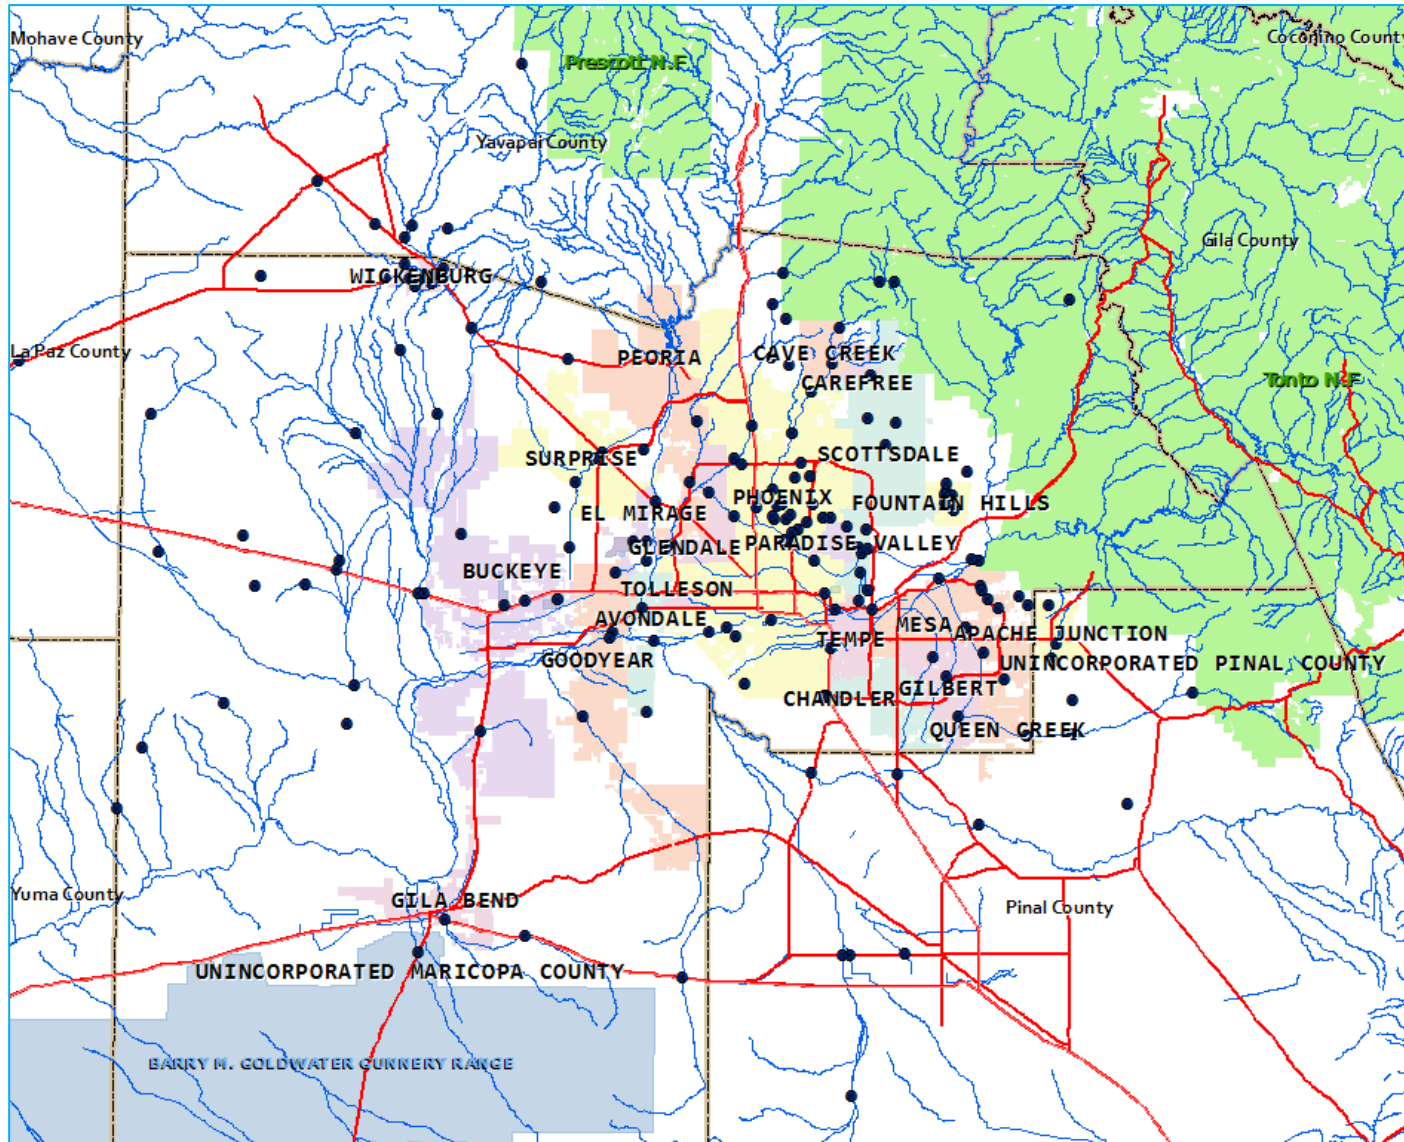 Mohave County
Coconino County
Prescott N.F
Yavapai County
Gila County
WICKENBURG
La Paz County
PEORIA
CAVE CREEK
CAREFREE
Tonto N.F
SURPRISE
SCOTTSDALE
PHOENIX
FOUNTAIN HILLS
EL MIRAGE
GLENDALE
PARADISE VALLEY
BUCKEYE
TOLLESON
AVONDALE
MESA
TEMPE
APACHE JUNCTION
GOODYEAR
UNINCORPORATED PINAL COUNTY
CHANDLER
GILBERT
QUEEN CREEK
Yuma County
GILA BEND
Pinal County
UNINCORPORATED MARICOPA COUNTY
BARRY M. GOLDWATER GUNNERY RANGE